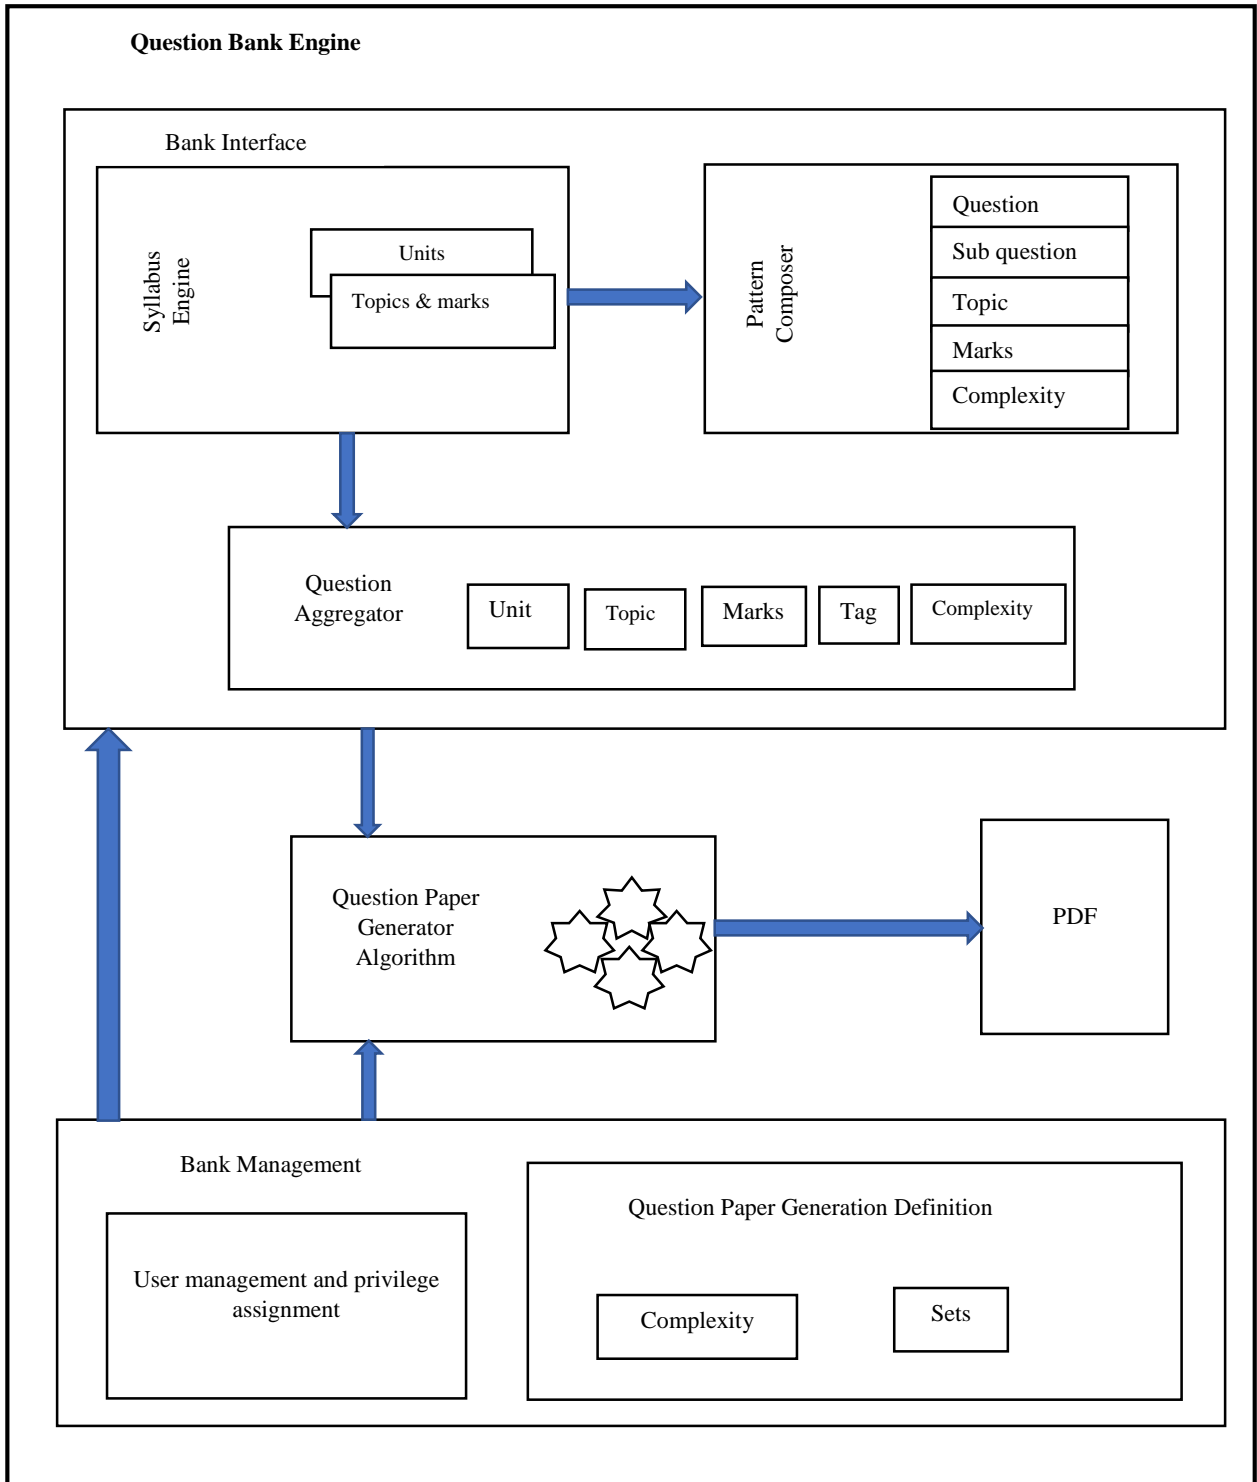 Question Bank Engine
Bank Interface
Syllabus
Engine
Units
Topics & marks
Pattern
Composer
Question
Sub question
Topic
Marks
Complexity
Question
Aggregator
Unit
Topic
Marks
Tag
Complexity
Question Paper
Generator
Algorithm
PDF
Bank Management
User management and privilege
assignment
Question Paper Generation Definition
Complexity
Sets